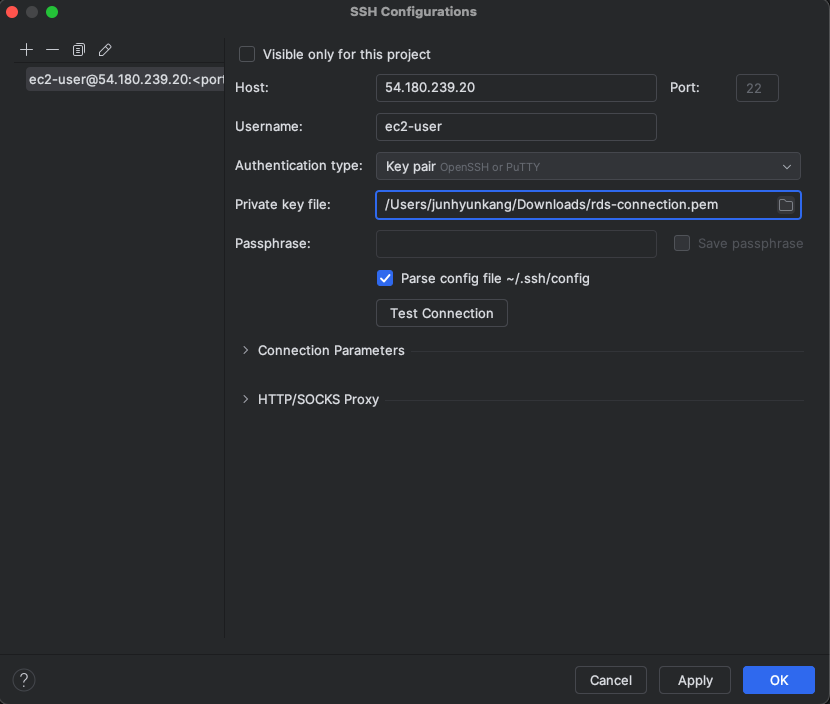 SSH Configurations
ec2-user@54.180.239.20:<port
Visible only for this project
Host: 54.180.239.20 Port: 22
Username: ec2-user
Authentication type: Key pair OpenSSH or PuTTY
Private key file: /Users/junhyunkang/Downloads/rds-connection.pem
Passphrase: Save passphrase
Parse config file ~/.ssh/config
Test Connection
Connection Parameters
HTTP/SOCKS Proxy
? Cancel Apply OK